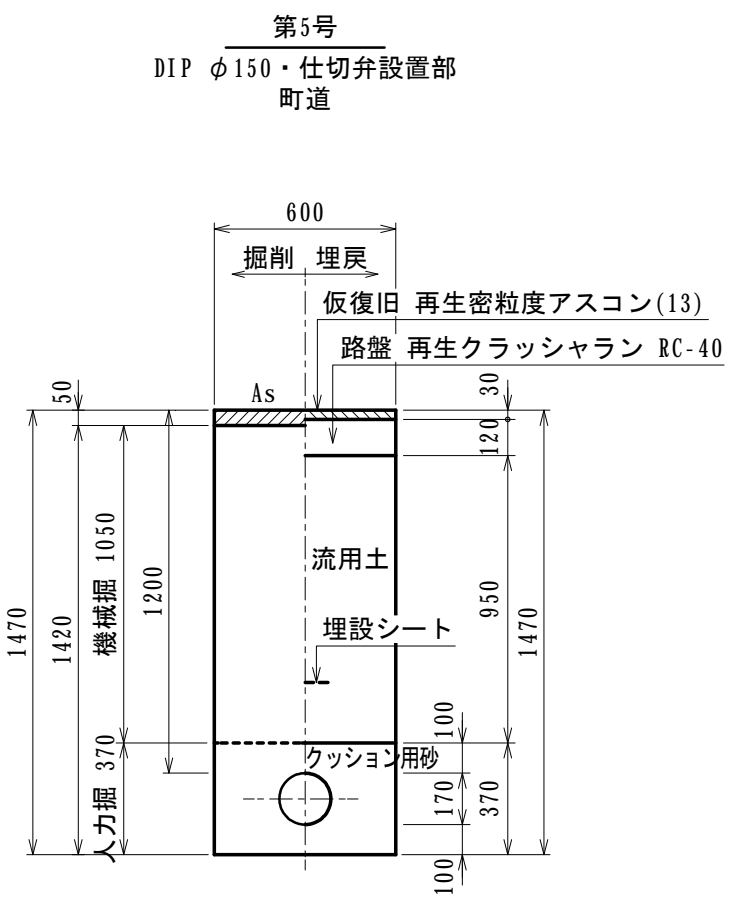 第5号
DIP φ150・仕切弁設置部
町道
600
掘削 埋戻
仮復旧 再生密粒度アスコン(13)
路盤 再生クラッシャラン RC-40
50
As
30
120
機械掘 1050
1200
流用土
950
1470
1420
埋設シート
1470
100
クッション用砂
人力掘 370
170
370
100